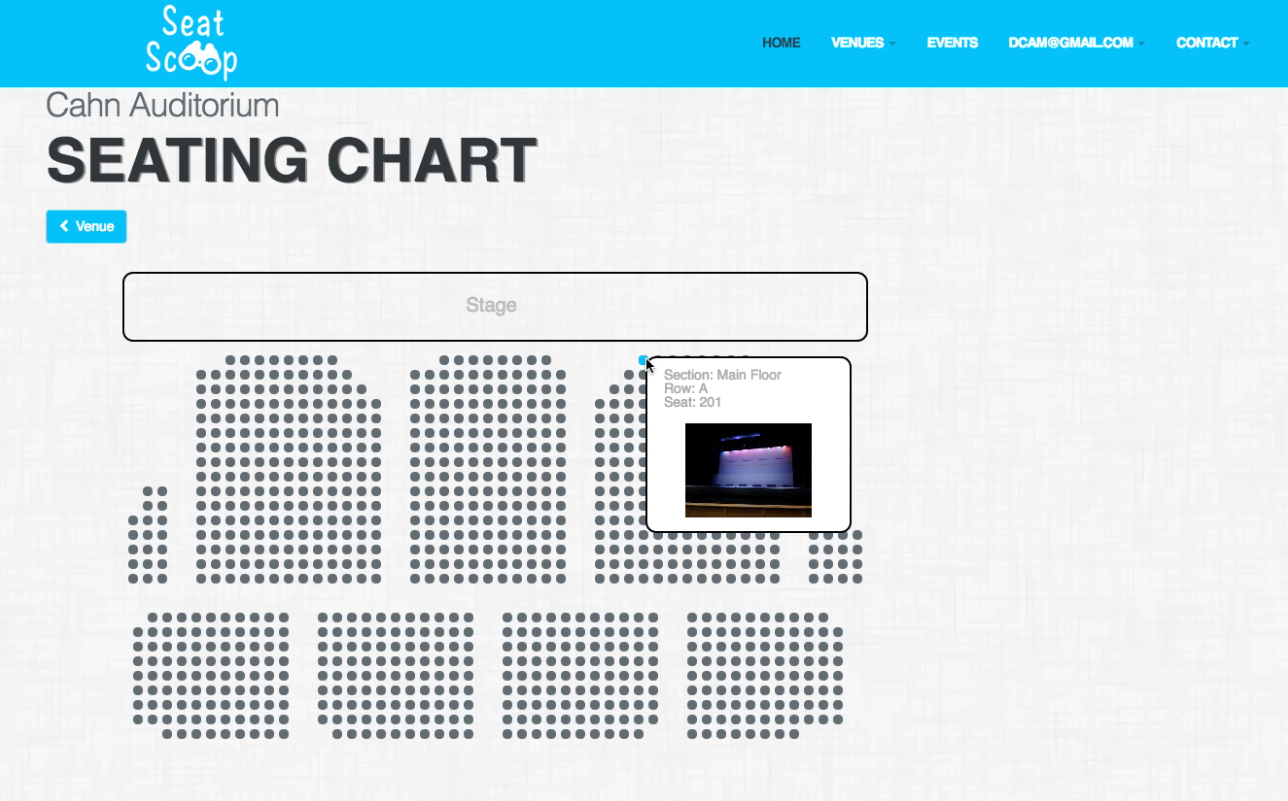 Seat
Scoop
HOME
VENUES
EVENTS
DCAM@GMAIL.COM
CONTACT
Cahn Auditorium
SEATING CHART
Venue
Stage
Section: Main Floor
Row: A
Seat: 201